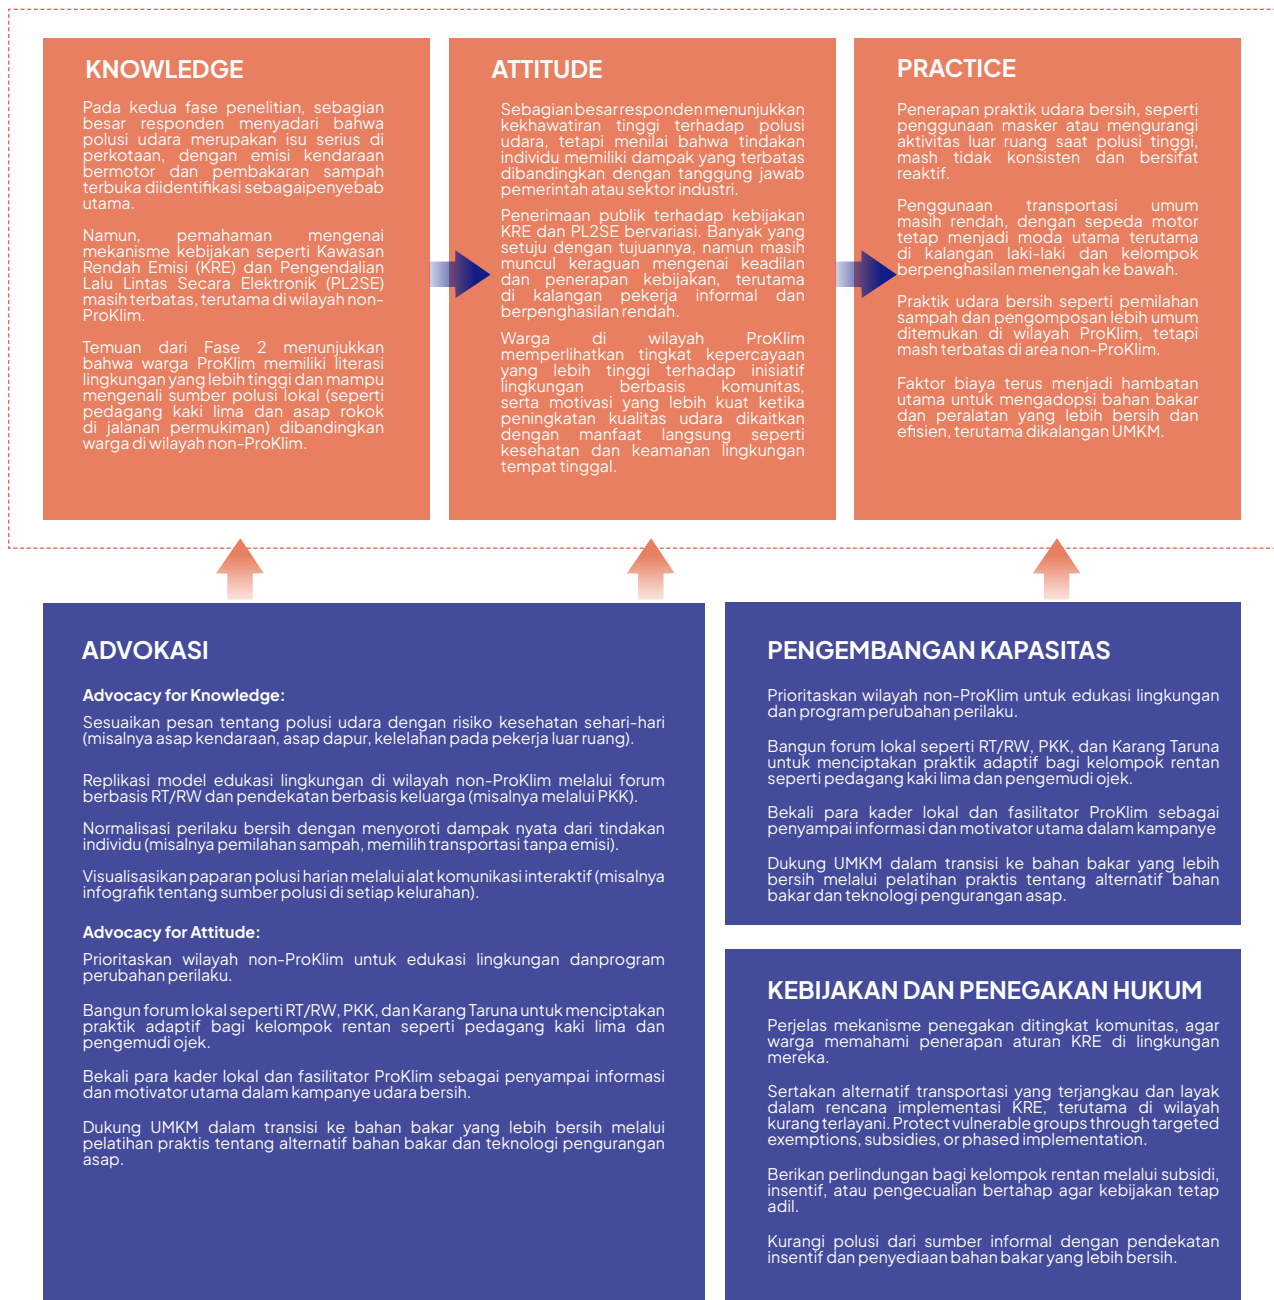 KNOWLEDGE
Pada kedua fase penelitian, sebagian
besar responden menyadari bahwa
polusi udara merupakan isu serius di
perkotaan, dengan emisi kendaraan
bermotor dan pembakaran sampah
terbuka diidentifikasi sebagaipenyebab
utama.
Namun, pemahaman mengenai
mekanisme kebijakan seperti Kawasan
Rendah Emisi (KRE) dan Pengendalian
Lalu Lintas Secara Elektronik (PL2SE)
masih terbatas, terutama di wilayah non-
ProKlim.
Temuan dari Fase 2 menunjukkan
bahwa warga ProKlim memiliki literasi
lingkungan yang lebih tinggi dan mampu
mengenali sumber polusi lokal (seperti
pedagang kaki lima dan asap rokok
di jalanan permukiman) dibandingkan
warga di wilayah non-ProKlim.
ATTITUDE
Sebagian besar responden menunjukkan
kekhawatiran tinggi terhadap polusi
udara, tetapi menilai bahwa tindakan
individu memiliki dampak yang terbatas
dibandingkan dengan tanggung jawab
pemerintah atau sektor industri.
Penerimaan publik terhadap kebijakan
KRE dan PL2SE bervariasi. Banyak yang
setuju dengan tujuannya, namun masih
muncul keraguan mengenai keadilan
dan penerapan kebijakan, terutama
di kalangan pekerja informal dan
berpenghasilan rendah.
Warga di wilayah ProKlim
memperlihatkan tingkat kepercayaan
yang lebih tinggi terhadap inisiatif
lingkungan berbasis komunitas,
serta motivasi yang lebih kuat ketika
peningkatan kualitas udara dikaitkan
dengan manfaat langsung seperti
kesehatan dan keamanan lingkungan
tempat tinggal.
PRACTICE
Penerapan praktik udara bersih, seperti
penggunaan masker atau mengurangi
aktivitas luar ruang saat polusi tinggi,
mash tidak konsisten dan bersifat
reaktif.
Penggunaan transportasi umum
masih rendah, dengan sepeda motor
tetap menjadi moda utama terutama
di kalangan laki-laki dan kelompok
berpenghasilan menengah ke bawah.
Praktik udara bersih seperti pemilahan
sampah dan pengomposan lebih umum
ditemukan di wilayah ProKlim, tetapi
mash terbatas di area non-ProKlim.
Faktor biaya terus menjadi hambatan
utama untuk mengadopsi bahan bakar
dan peralatan yang lebih bersih dan
efisien, terutama dikalangan UMKM.
ADVOKASI
Advocacy for Knowledge:
Sesuaikan pesan tentang polusi udara dengan risiko kesehatan sehari-hari
(misalnya asap kendaraan, asap dapur, kelelahan pada pekerja luar ruang).
Replikasi model edukasi lingkungan di wilayah non-ProKlim melalui forum
berbasis RT/RW dan pendekatan berbasis keluarga (misalnya melalui PKK).
Normalisasi perilaku bersih dengan menyoroti dampak nyata dari tindakan
individu (misalnya pemilahan sampah, memilih transportasi tanpa emisi).
Visualisasikan paparan polusi harian melalui alat komunikasi interaktif (misalnya
infografik tentang sumber polusi di setiap kelurahan).
Advocacy for Attitude:
Prioritaskan wilayah non-ProKlim untuk edukasi lingkungan danprogram
perubahan perilaku.
Bangun forum lokal seperti RT/RW, PKK, dan Karang Taruna untuk menciptakan
praktik adaptif bagi kelompok rentan seperti pedagang kaki lima dan
pengemudi ojek.
Bekali para kader lokal dan fasilitator ProKlim sebagai penyampai informasi
dan motivator utama dalam kampanye udara bersih.
Dukung UMKM dalam transisi ke bahan bakar yang lebih bersih melalui
pelatihan praktis tentang alternatif bahan bakar dan teknologi pengurangan
asap.
PENGEMBANGAN KAPASITAS
Prioritaskan wilayah non-ProKlim untuk edukasi lingkungan
dan program perubahan perilaku.
Bangun forum lokal seperti RT/RW, PKK, dan Karang Taruna
untuk menciptakan praktik adaptif bagi kelompok rentan
seperti pedagang kaki lima dan pengemudi ojek.
Bekali para kader lokal dan fasilitator ProKlim sebagai
penyampai informasi dan motivator utama dalam kampanye
Dukung UMKM dalam transisi ke bahan bakar yang lebih
bersih melalui pelatihan praktis tentang alternatif bahan
bakar dan teknologi pengurangan asap.
KEBIJAKAN DAN PENEGAKAN HUKUM
Perjelas mekanisme penegakan ditingkat komunitas, agar
warga memahami penerapan aturan KRE di lingkungan
mereka.
Sertakan alternatif transportasi yang terjangkau dan layak
dalam rencana implementasi KRE, terutama di wilayah
kurang terlayani. Protect vulnerable groups through targeted
exemptions, subsidies, or phased implementation.
Berikan perlindungan bagi kelompok rentan melalui subsidi,
insentif, atau pengecualian bertahap agar kebijakan tetap
adil.
Kurangi polusi dari sumber informal dengan pendekatan
insentif dan penyediaan bahan bakar yang lebih bersih.